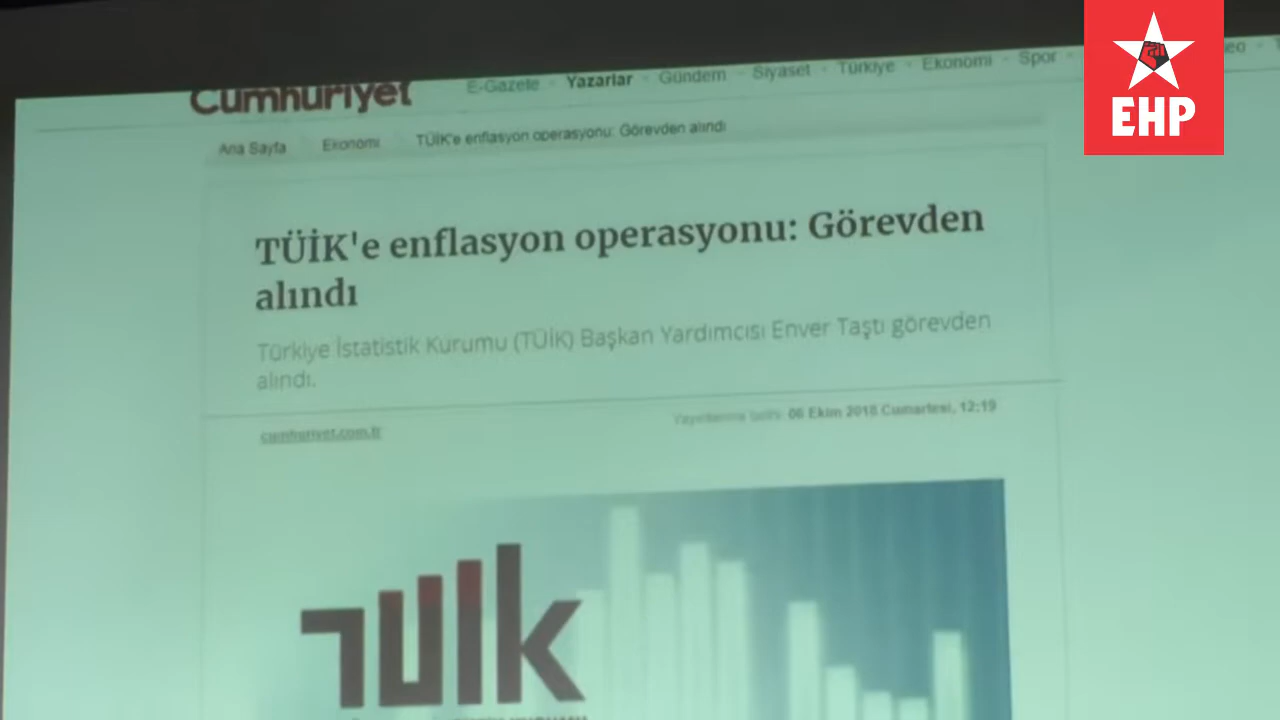 Cumhuriyet
E-Gazete Yazarlar Gündem Siyaset Türkiye Ekonomi Spor
EHP
Ana Sayfa Ekonomi TÜİK'e enflasyon operasyonu: Görevden alındı
TÜİK'e enflasyon operasyonu: Görevden
alındı
Türkiye İstatistik Kurumu (TÜİK) Başkan Yardımcısı Enver Taştı görevden
alındı.
Yayınlanma tarihi: 06 Ekim 2018 Cumartesi, 12:19
cumhuriyet.com.tr
TÜİK